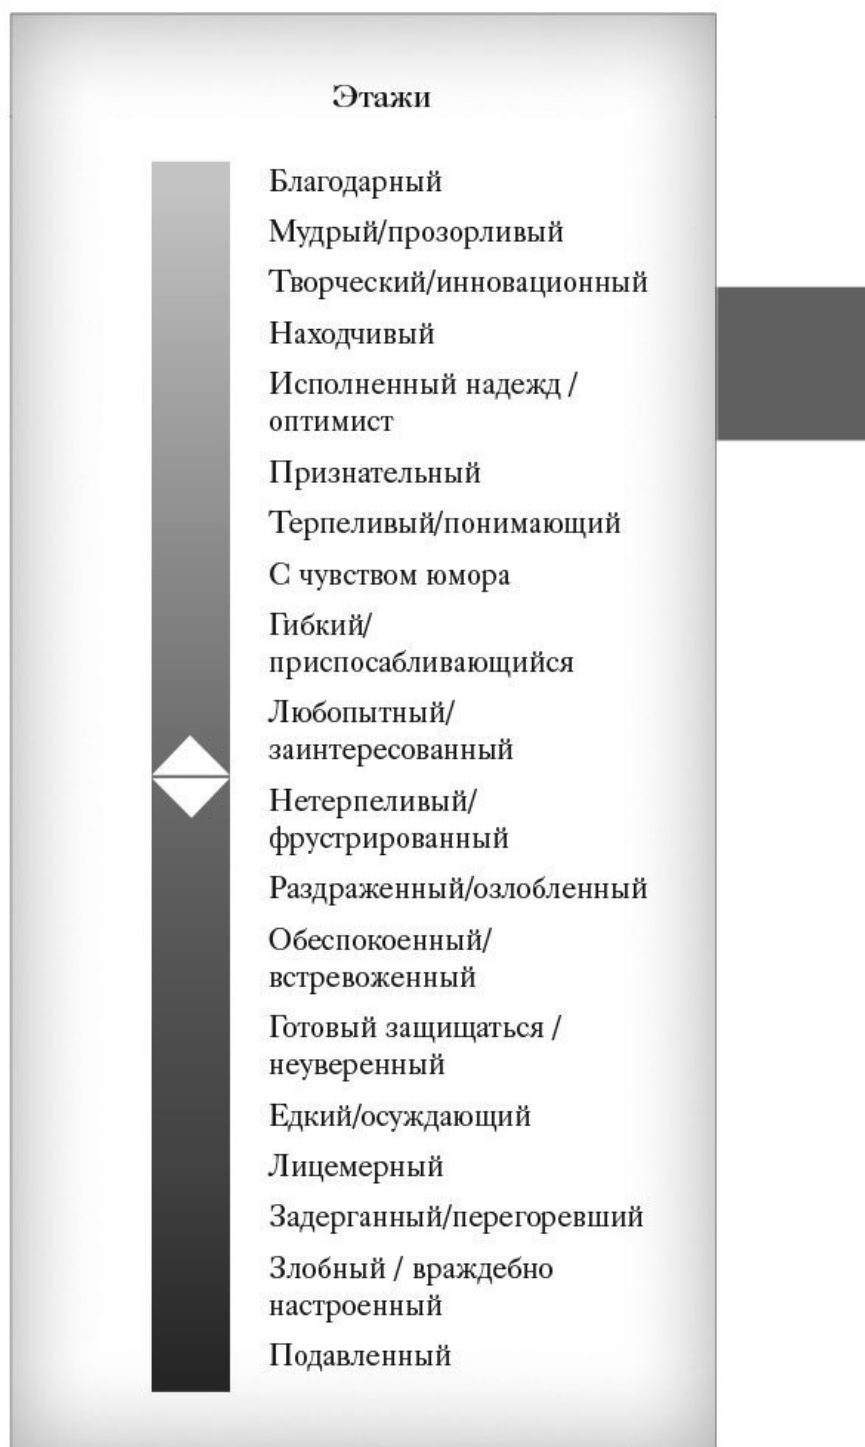 Этажи
Благодарный
Мудрый/прозорливый
Творческий/инновационный
Находчивый
Исполненный надежд /
оптимист
Признательный
Терпеливый/понимающий
С чувством юмора
Гибкий/
приспосабливающийся
Любопытный/
заинтересованный
Нетерпеливый/
фрустрированный
Раздраженный/озлобленный
Обеспокоенный/
встревоженный
Готовый защищаться /
неуверенный
Едкий/осуждающий
Лицемерный
Задерганный/перегоревший
Злобный / враждебно
настроенный
Подавленный